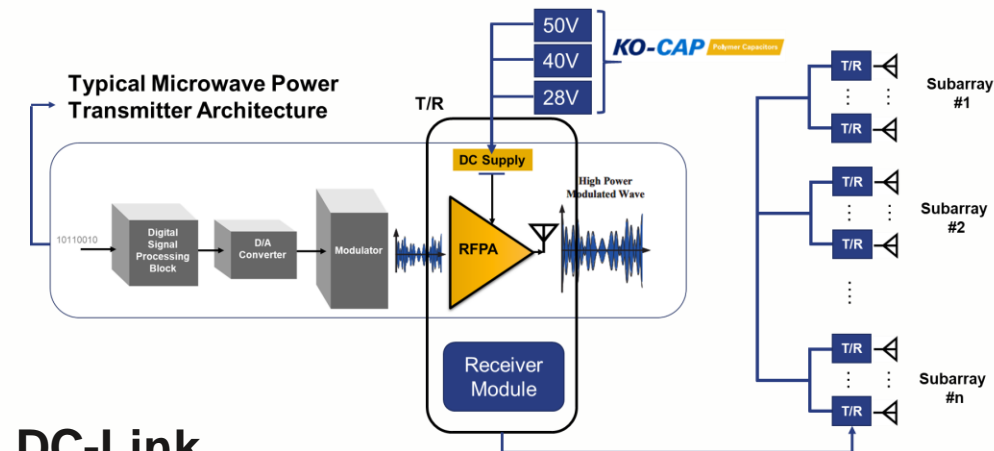 50V
40V
28V
KO-CAP Polymer Capacitors
Typical Microwave Power
Transmitter Architecture
T/R
DC Supply
High Power
Modulated Wave
10110010
Digital
Signal
Processing
Block
D/A
Converter
Modulator
RFPA
Receiver
Module
T/R
T/R
Subarray
#1
T/R
T/R
Subarray
#2
T/R
T/R
Subarray
#n
DC-Link